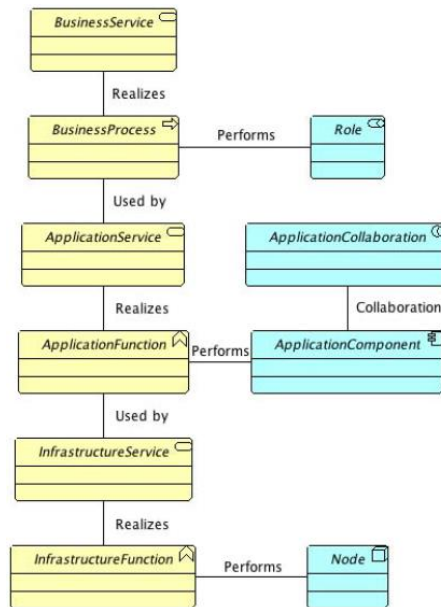 BusinessService
Realizes
BusinessProcess
Performs
Role
Used by
ApplicationService
ApplicationCollaboration
Realizes
Collaboration
ApplicationFunction
Performs
ApplicationComponent
Used by
InfrastructureService
Realizes
InfrastructureFunction
Performs
Node